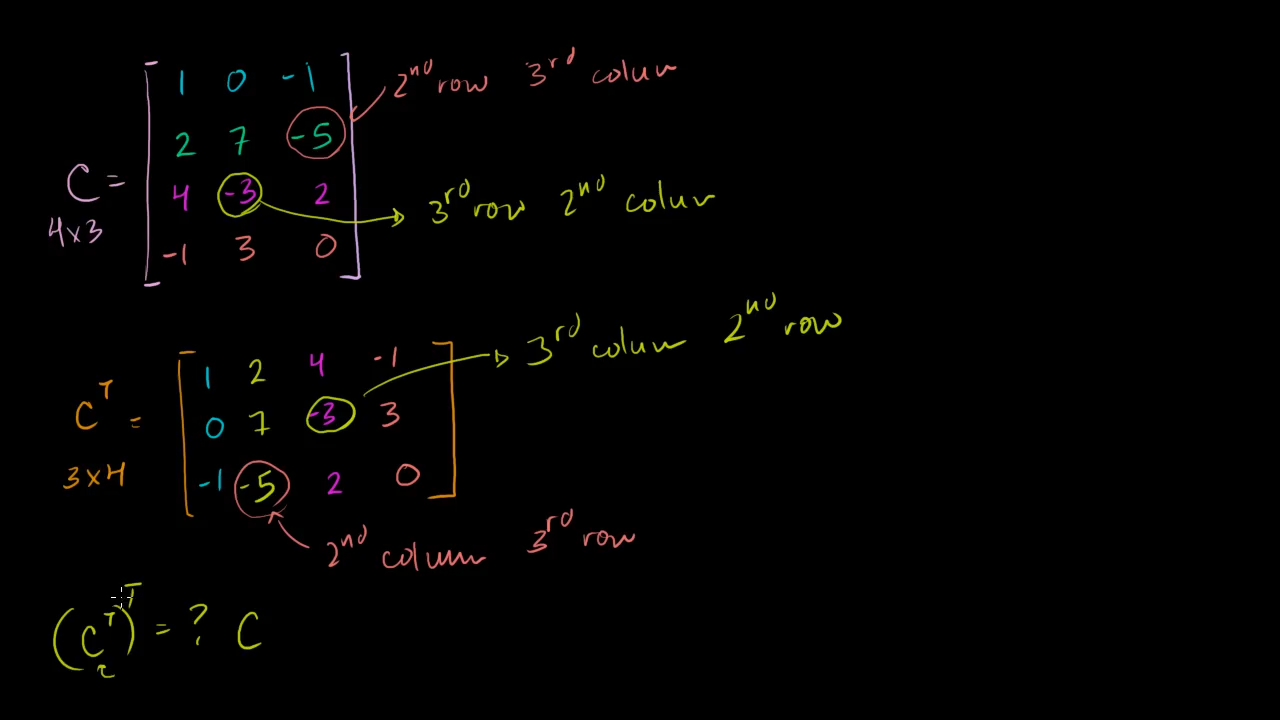 1 0 -1 2nd row 3rd colum
2 7 -5
C = 4 -3 2 3rd row 2nd colum
4x3
-1 3 0
1 2 4 -1 3rd column 2nd row
C^T = 0 7 -3 3
3x4 -1 -5 2 0
2nd column 3rd row
(C^T)^T = ? C